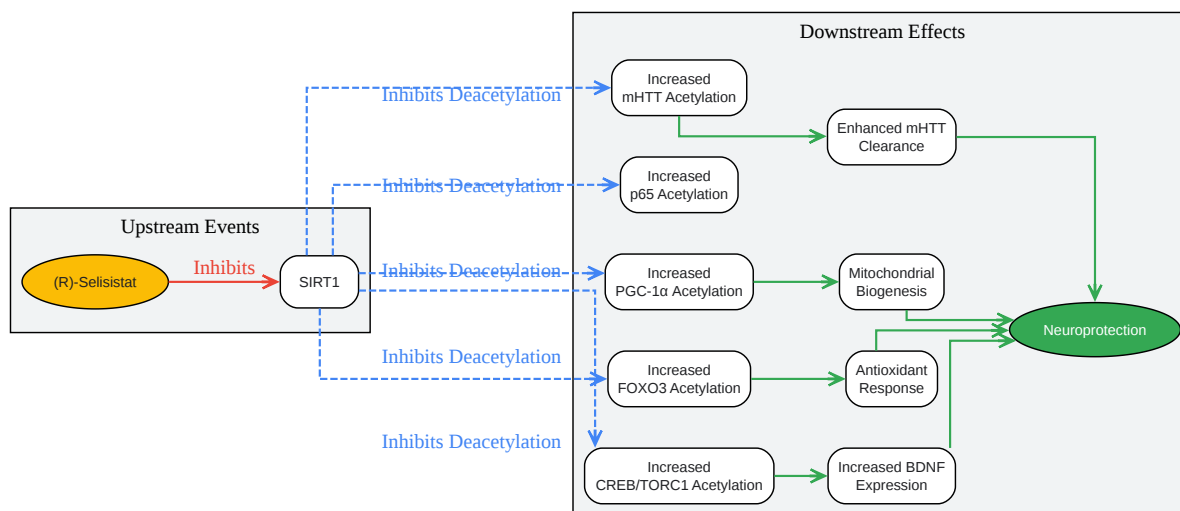 Downstream Effects
Increased
mHTT Acetylation
Inhibits Deacetylation
Enhanced mHTT
Clearance
Increased
p65 Acetylation
Inhibits Deacetylation
Upstream Events
(R)-Selisistat
Inhibits
SIRT1
Inhibits Deacetylation
Increased
PGC-1α Acetylation
Mitochondrial
Biogenesis
Neuroprotection
Inhibits Deacetylation
Increased
FOXO3 Acetylation
Antioxidant
Response
Inhibits Deacetylation
Increased
CREB/TORC1 Acetylation
Increased BDNF
Expression